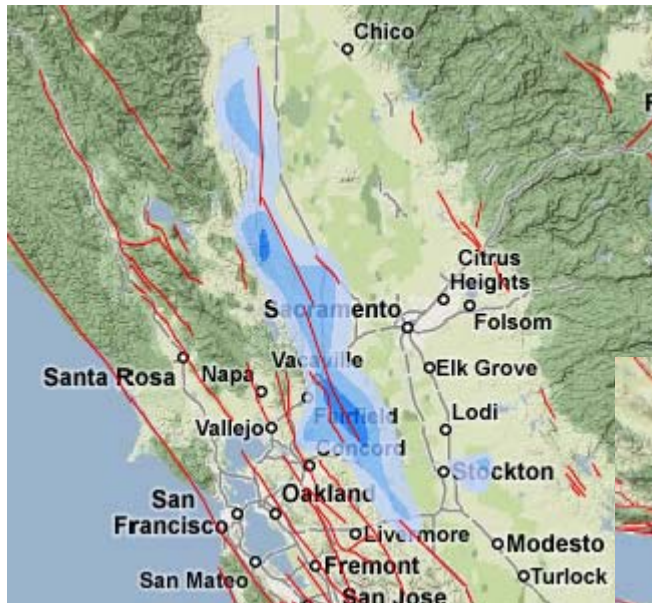 Chico
Citrus
Heights
Sacramento
Folsom
Vacaville
Elk Grove
Santa Rosa
Napa
Fairfield
Lodi
Vallejo
Concord
Stockton
Oakland
San
Francisco
Livermore
Modesto
San Mateo
Fremont
Turlock
San Jose